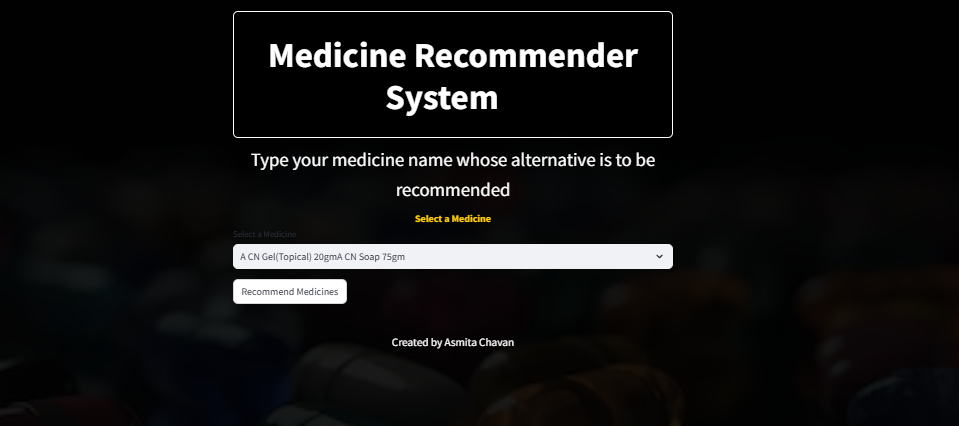 Medicine Recommender
System
Type your medicine name whose alternative is to be
recommended
Select a Medicine
Select a Medicine
A CN Gel(Topical) 20gmA CN Soap 75gm
Recommend Medicines
Created by Asmita Chavan